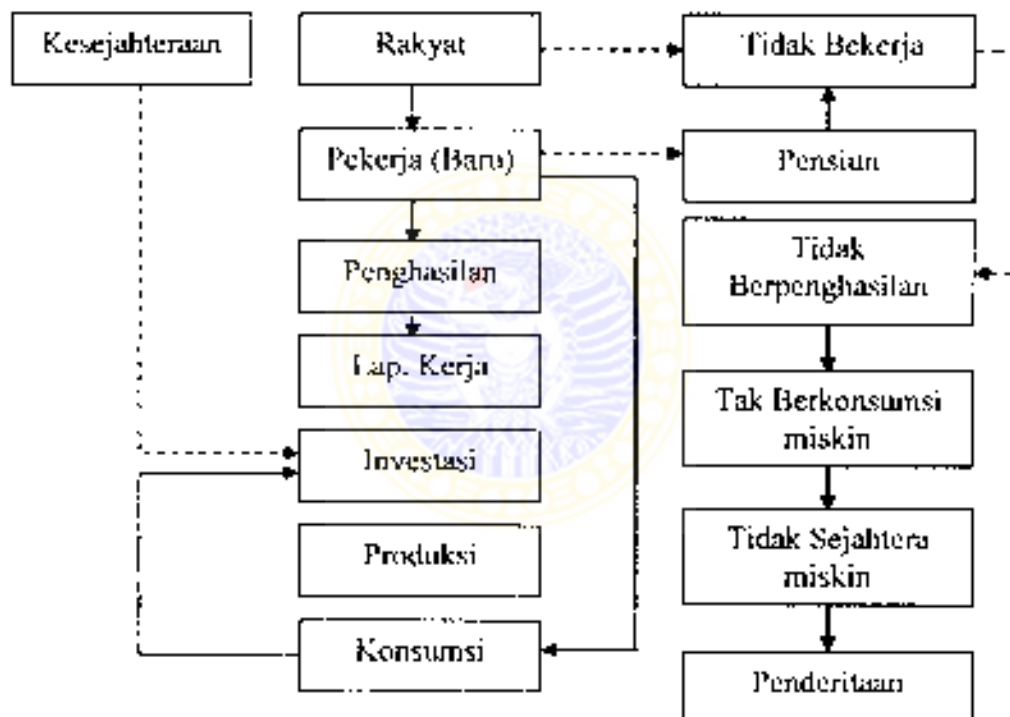 Kesejahteraan
Rakyat
Tidak Bekerja
Pekerja (Baru)
Pensiun
Penghasilan
Tidak
Berpenghasilan
Lap. Kerja
Tak Berkonsumsi
miskin
Investasi
Produksi
Tidak Sejahtera
miskin
Konsumsi
Penderitaan